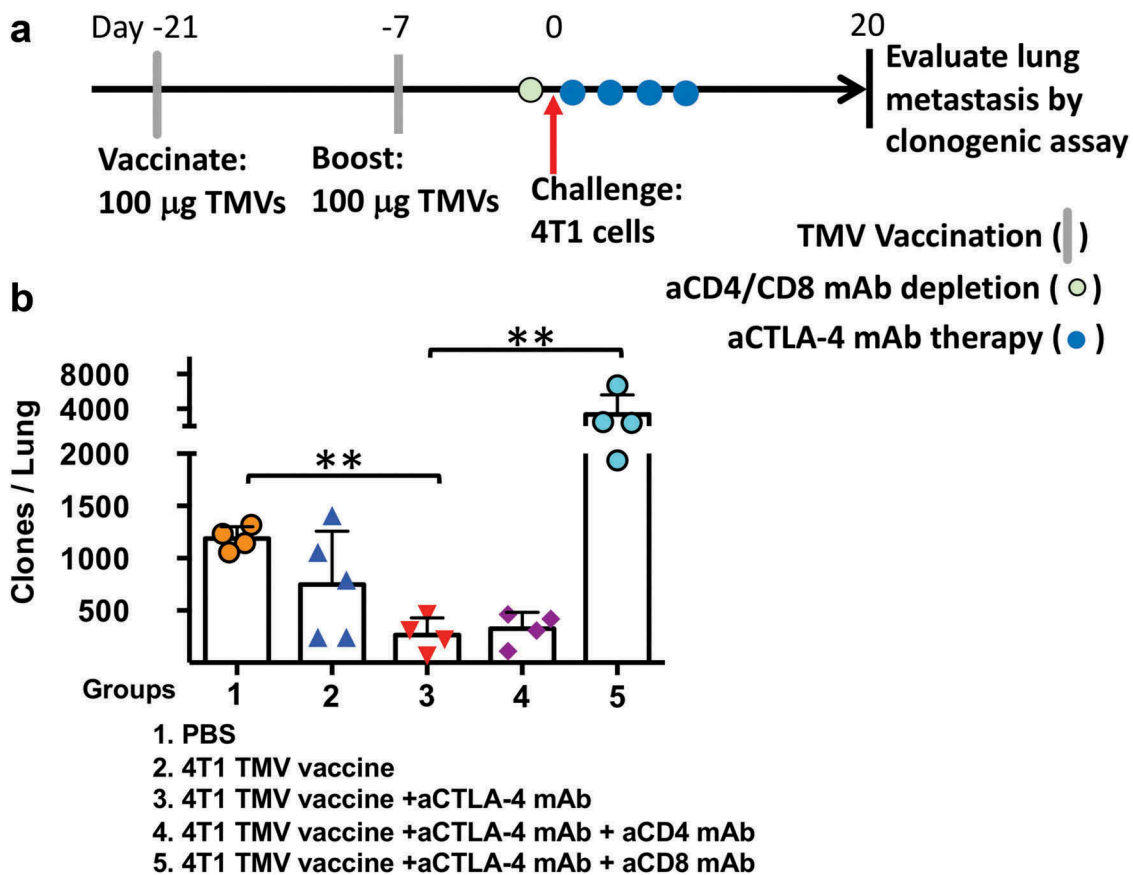 a
Day -21 -7 0 20
Vaccinate:
100 μg TMVs
Boost:
100 μg TMVs
Challenge:
4T1 cells
Evaluate lung
metastasis by
clonogenic assay
TMV Vaccination ( )
aCD4/CD8 mAb depletion ( )
aCTLA-4 mAb therapy ( )
b
Clones / Lung
8000
4000
2000
1500
1000
500
**
**
Groups 1 2 3 4 5
1. PBS
2. 4T1 TMV vaccine
3. 4T1 TMV vaccine +aCTLA-4 mAb
4. 4T1 TMV vaccine +aCTLA-4 mAb + aCD4 mAb
5. 4T1 TMV vaccine +aCTLA-4 mAb + aCD8 mAb